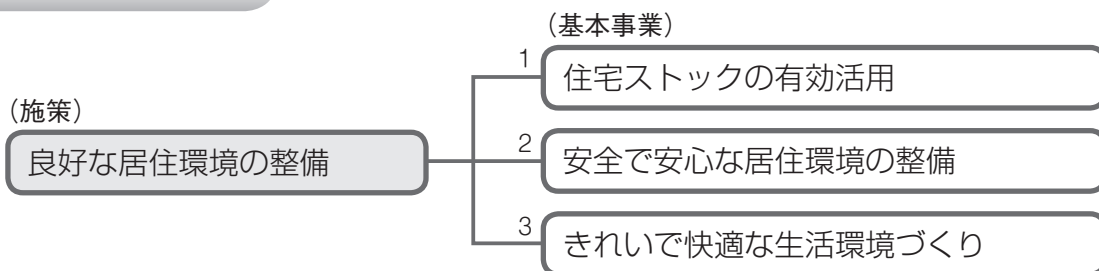 (施策)
良好な居住環境の整備
(基本事業)
1 住宅ストックの有効活用
2 安全で安心な居住環境の整備
3 きれいで快適な生活環境づくり